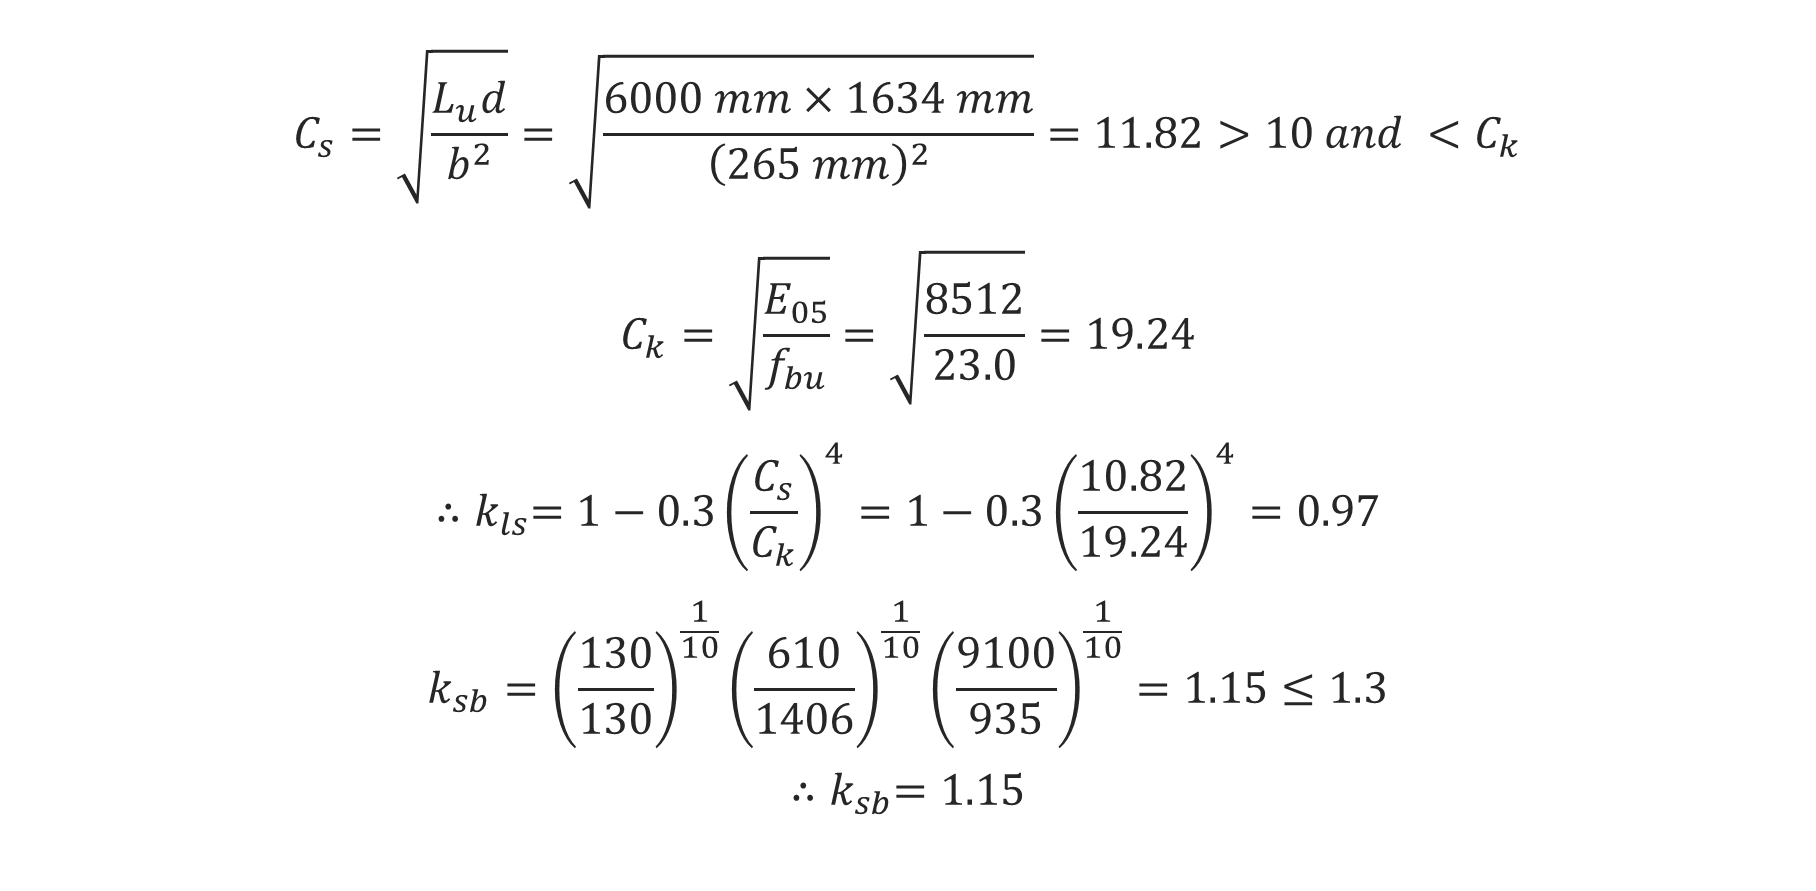 C_s = √(L_u d / b²) = √(6000 mm × 1634 mm / (265 mm)²) = 11.82 > 10 and < C_k
C_k = √(E_05 / f_bu) = √(8512 / 23.0) = 19.24
∴ k_ls = 1 − 0.3 (C_s / C_k)⁴ = 1 − 0.3 (10.82 / 19.24)⁴ = 0.97
k_sb = (130 / 130)^(1/10) (610 / 1406)^(1/10) (9100 / 935)^(1/10) = 1.15 ≤ 1.3
∴ k_sb = 1.15